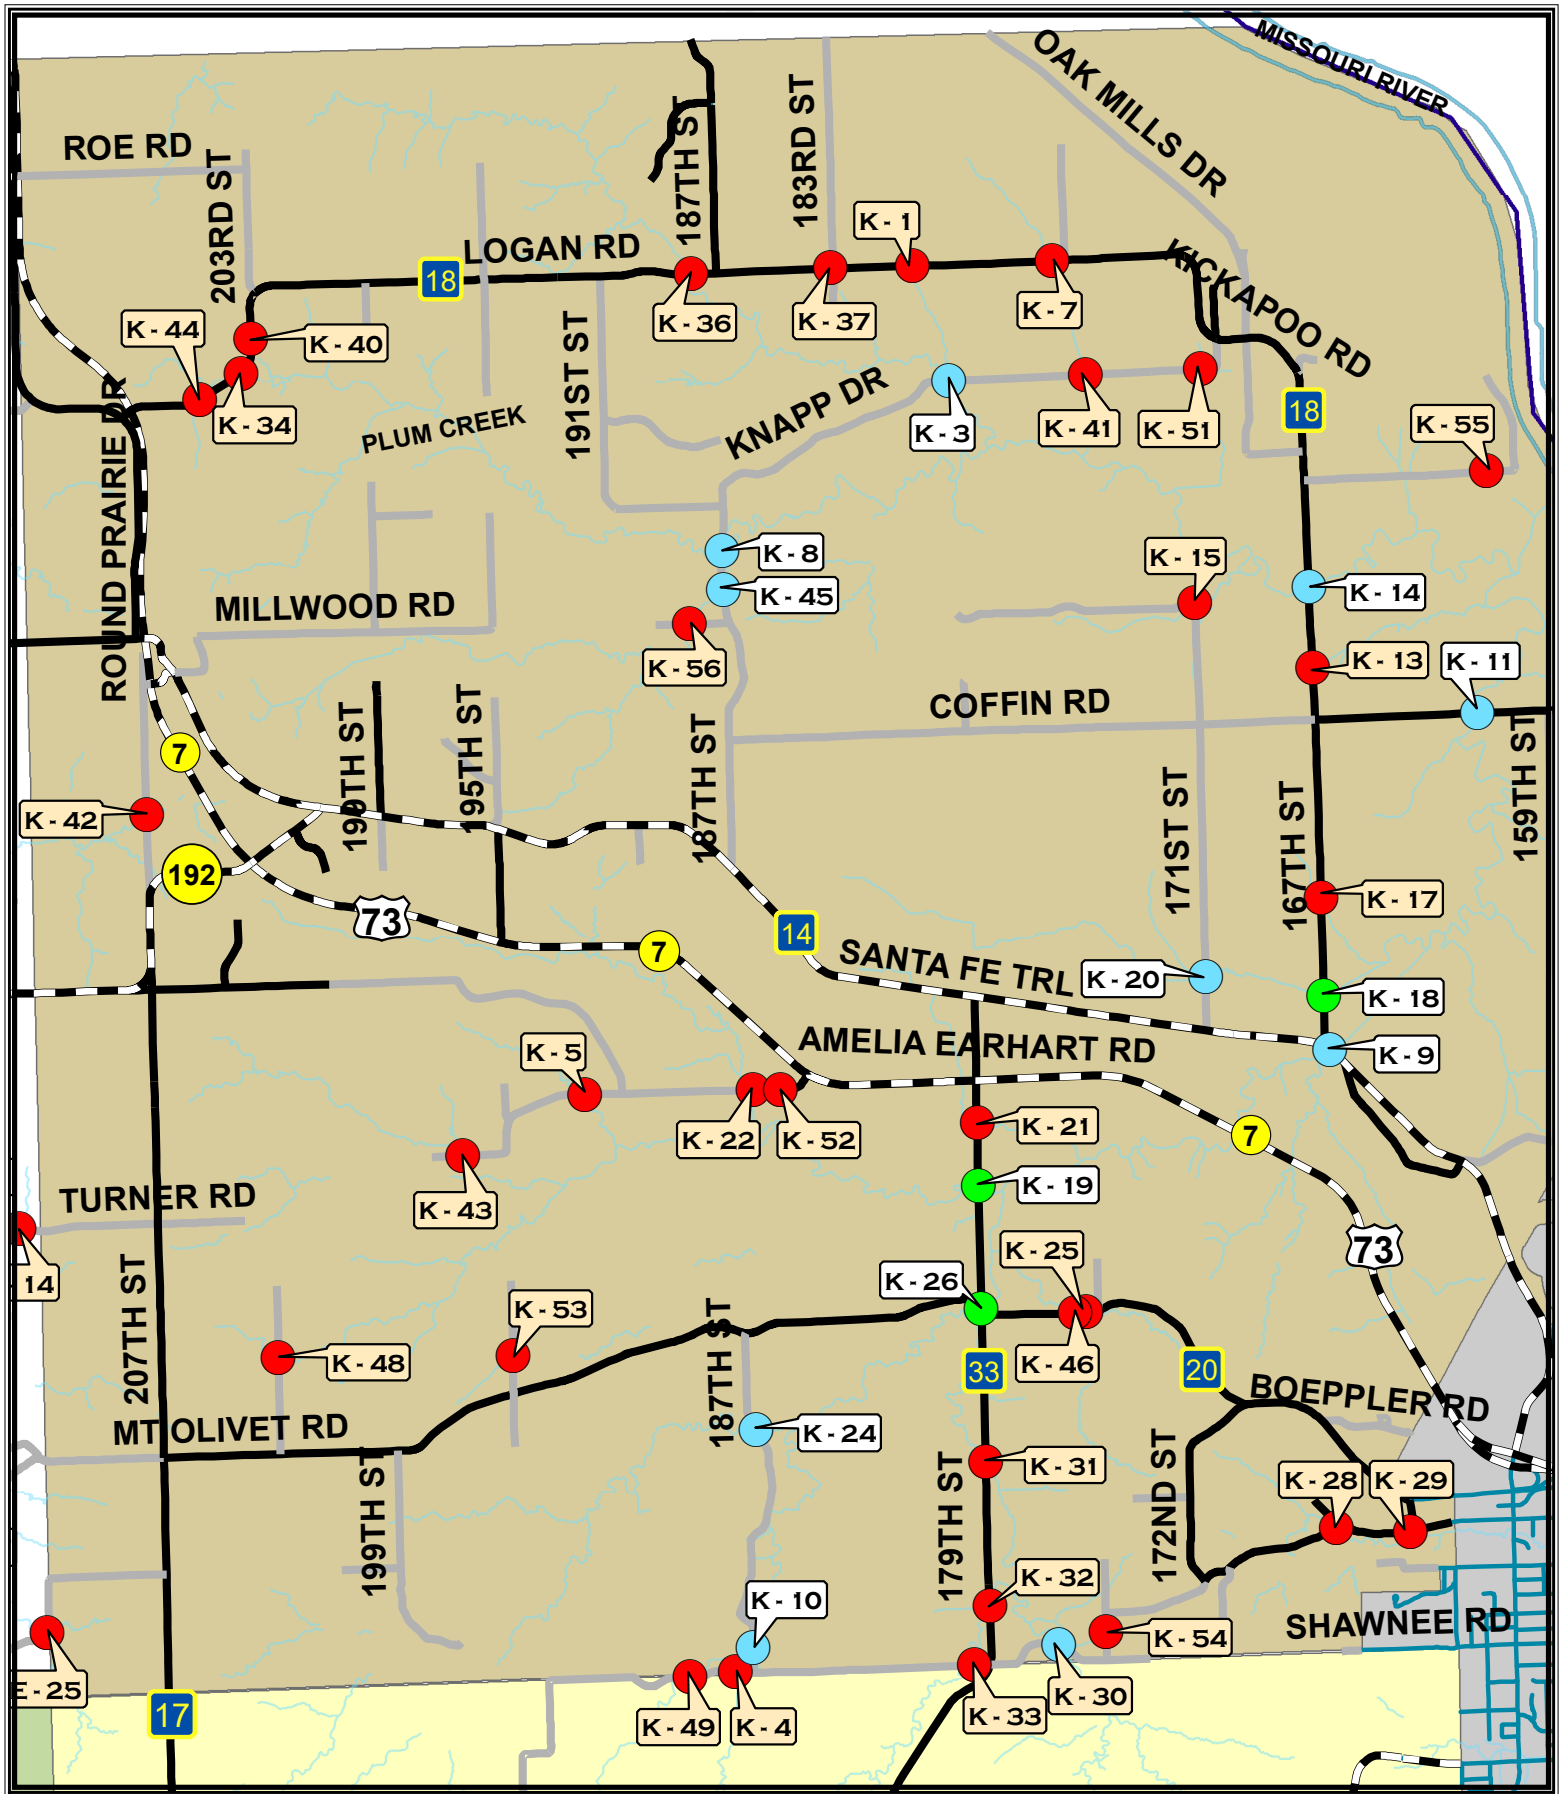 MISSOURI RIVER
OAK MILLS DR
ROE RD
203RD ST
187TH ST
183RD ST
K - 1
LOGAN RD
18
KICKAPOO RD
K - 44
K - 40
K - 36
K - 37
K - 7
K - 34
PLUM CREEK
191ST ST
KNAPP DR
K - 3
K - 41
K - 51
18
K - 55
ROUND PRAIRIE DR
K - 8
K - 45
K - 15
K - 14
MILLWOOD RD
K - 56
K - 13
K - 11
COFFIN RD
7
199TH ST
195TH ST
187TH ST
171ST ST
167TH ST
159TH ST
K - 42
192
73
7
14
K - 17
SANTA FE TRL
K - 20
K - 18
AMELIA EARHART RD
K - 9
K - 5
K - 22
K - 52
K - 21
7
K - 43
K - 19
TURNER RD
14
207TH ST
K - 25
K - 26
73
K - 53
K - 48
187TH ST
K - 46
33
20
BOEPPLER RD
MT OLIVET RD
K - 24
K - 31
199TH ST
179TH ST
172ND ST
K - 28
K - 29
K - 10
K - 32
SHAWNEE RD
K - 54
E - 25
17
K - 49
K - 4
K - 33
K - 30